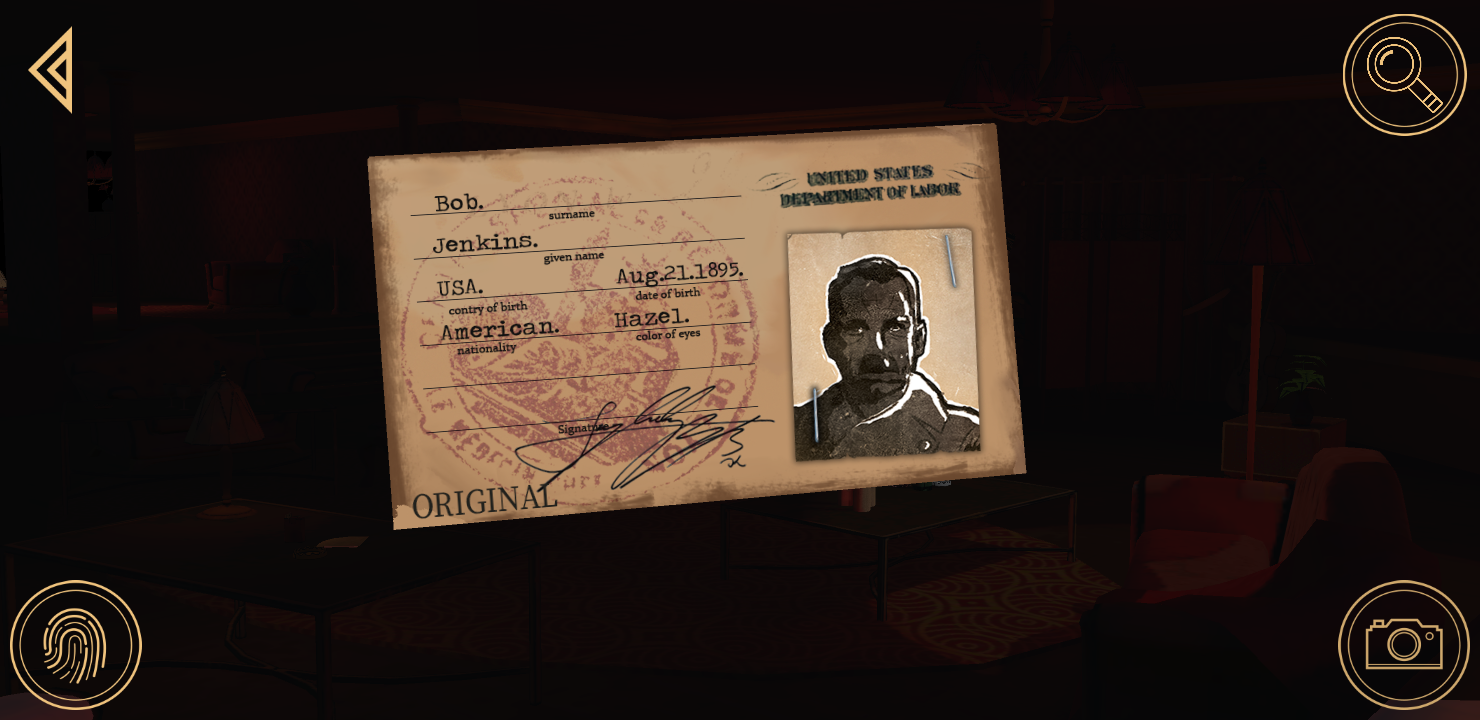 Bob.
surname
Jenkins.
given name
USA.
contry of birth
Aug.21.1895.
date of birth
American.
nationality
Hazel.
color of eyes
Signature
ORIGINAL
UNITED STATES
DEPARTMENT OF LABOR